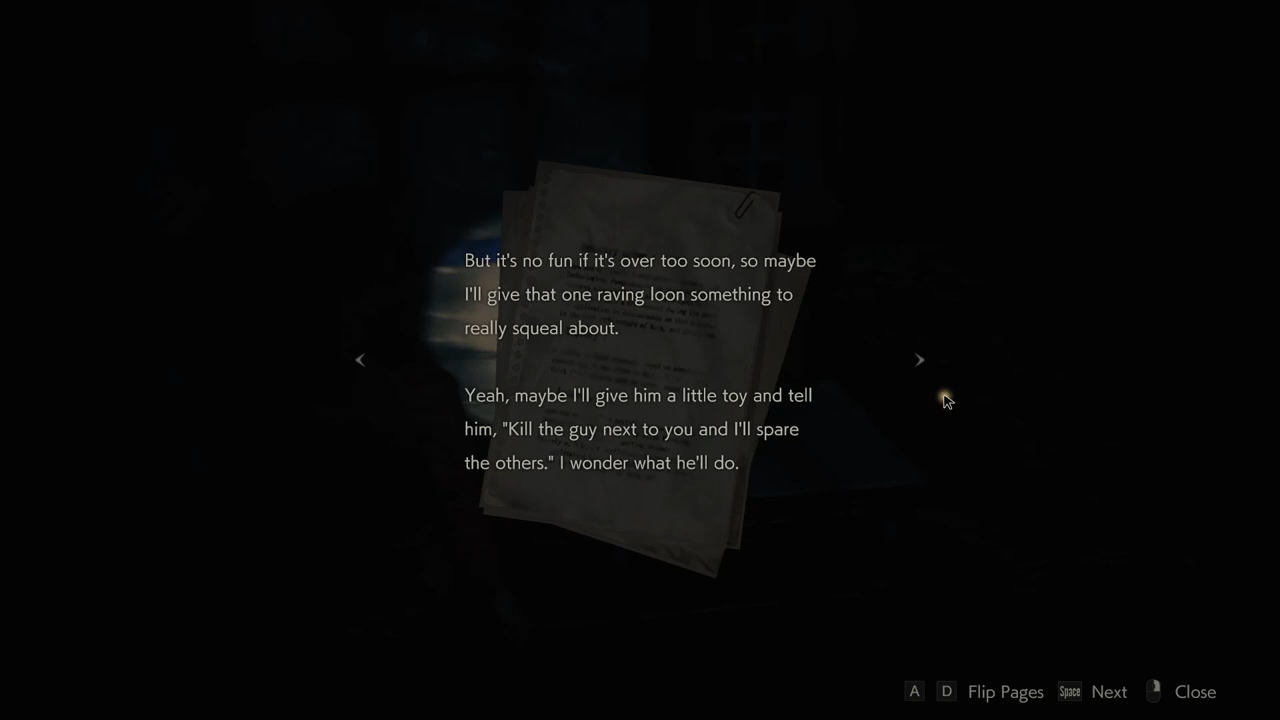 But it's no fun if it's over too soon, so maybe
I'll give that one raving loon something to
really squeal about.
Yeah, maybe I'll give him a little toy and tell
him, "Kill the guy next to you and I'll spare
the others." I wonder what he'll do.
A D Flip Pages Space Next Close